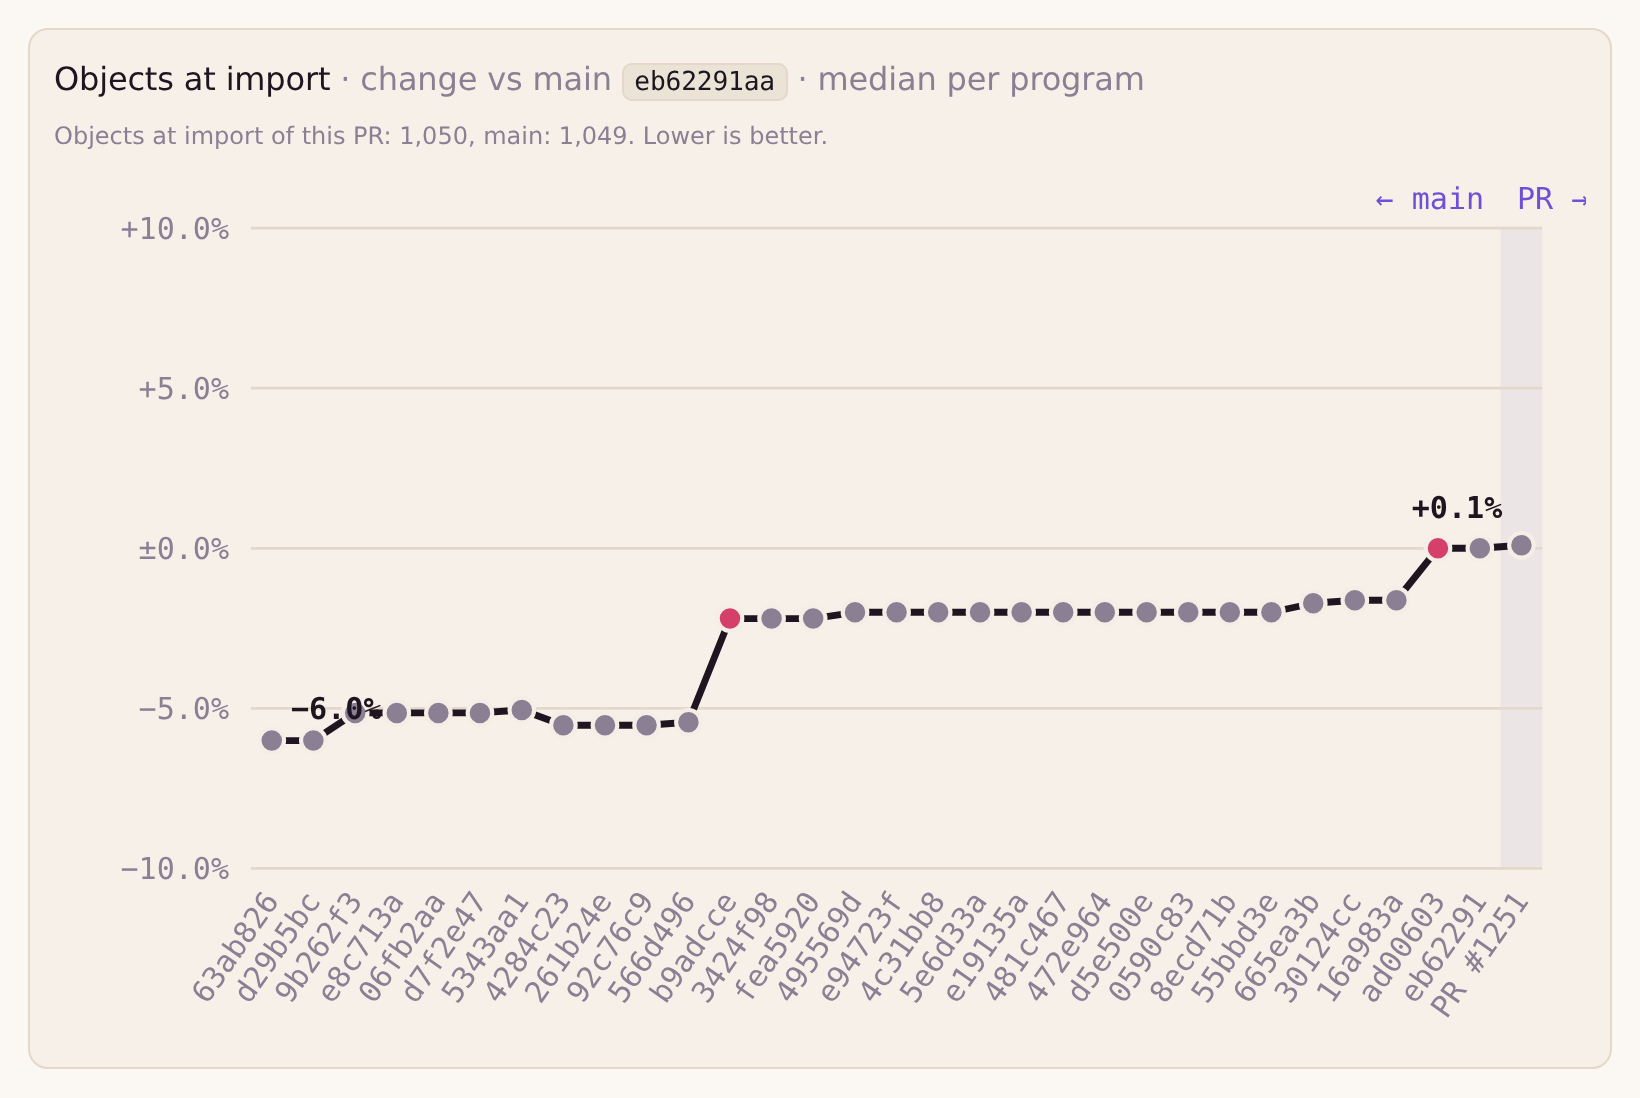 Objects at import · change vs main eb62291aa · median per program
Objects at import of this PR: 1,050, main: 1,049. Lower is better.
← main PR →
+10.0%
+5.0%
±0.0%
−5.0%
−10.0%
−6.0%
+0.1%
63ab826
d29b5bc
9b262f3
e8c713a
06fb2aa
d7f2e47
5343aa1
4284c23
261b24e
92c76c9
566d496
b9adcce
3424f98
fea5920
495569d
e94723f
4c31bb8
5e6d33a
e19135a
481c467
472e964
d5e500e
0590c83
8ecd71b
55bbd3e
665ea3b
30124cc
16a983a
ad00603
eb62291
PR #1251